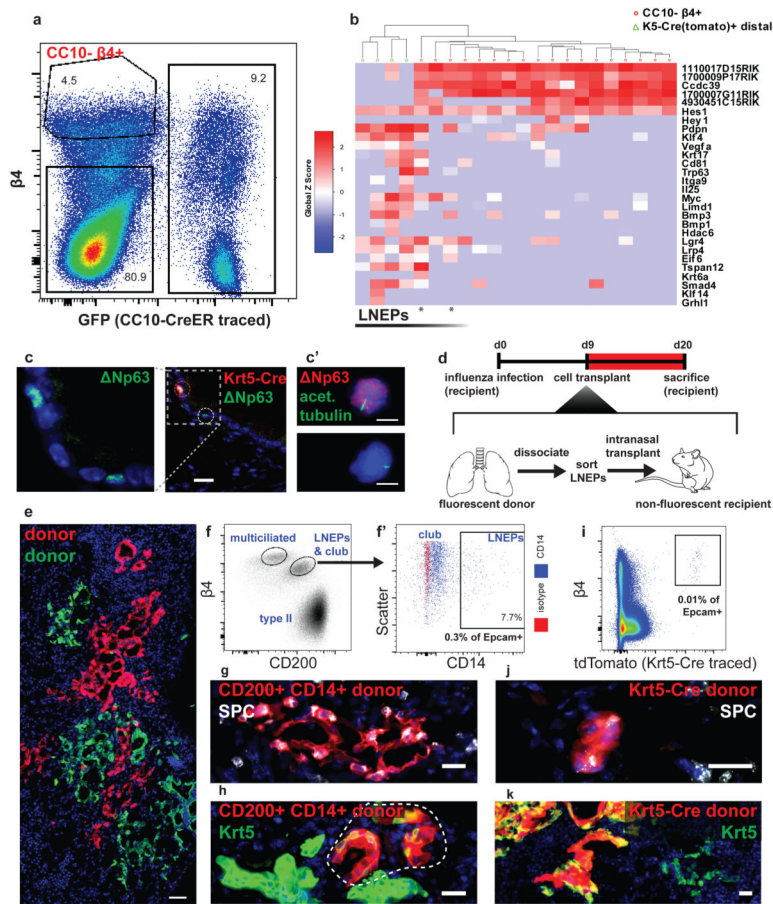 a
CC10- β4+
4.5
9.2
80.9
β4
GFP (CC10-CreER traced)
Global Z Score
2
1
0
-1
-2
b
CC10- β4+
K5-Cre(tomato)+ distal
1110017D15RIK
1700009P17RIK
Ccdc39
1700007G11RIK
4930451C15RIK
Hes1
Hey1
Pdpn
Klf4
Vegfa
Krt17
Cd81
Trp63
Itga9
Il25
Myc
Limd1
Bmp3
Bmp1
Hdac6
Lgr4
Lrp4
Eif6
Tspan12
Krt6a
Smad4
Klf14
Grhl1
LNEPs
* *
c
ΔNp63
Krt5-Cre
ΔNp63
c'
ΔNp63
acet.
tubulin
d
d0 d9 d20
influenza infection
(recipient)
cell transplant
sacrifice
(recipient)
dissociate
sort
LNEPs
intranasal
transplant
fluorescent donor
non-fluorescent recipient
e
donor
donor
f
multiciliated
LNEPs
& club
type II
β4
CD200
f'
club
LNEPs
7.7%
0.3% of Epcam+
Scatter
CD14
CD14
isotype
i
0.01% of
Epcam+
β4
tdTomato (Krt5-Cre traced)
g
CD200+ CD14+ donor
SPC
j
Krt5-Cre donor
SPC
h
CD200+ CD14+ donor
Krt5
k
Krt5-Cre donor
Krt5